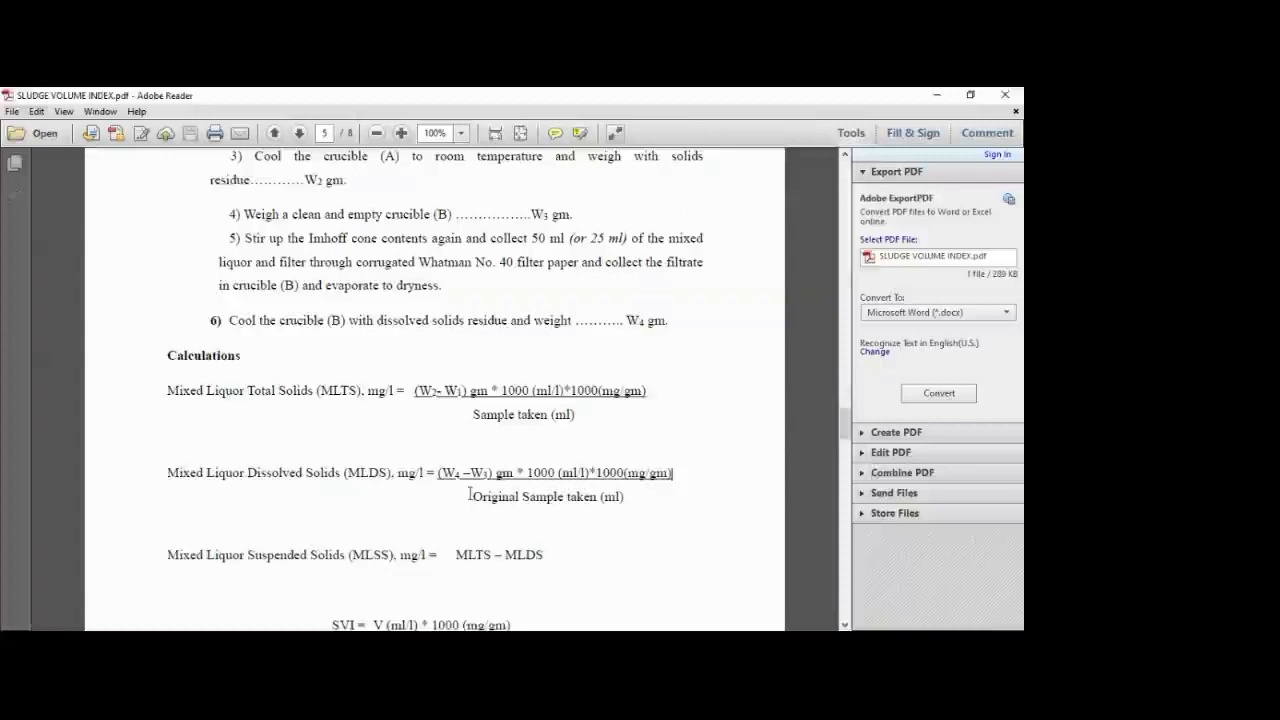 SLUDGE VOLUME INDEX.pdf - Adobe Reader
File Edit View Window Help
Open 5 / 8 100% Tools Fill & Sign Comment
Sign In
3) Cool the crucible (A) to room temperature and weigh with solids
residue…………W₂ gm.
4) Weigh a clean and empty crucible (B) ……………..W₃ gm.
5) Stir up the Imhoff cone contents again and collect 50 ml (or 25 ml) of the mixed
liquor and filter through corrugated Whatman No. 40 filter paper and collect the filtrate
in crucible (B) and evaporate to dryness.
6) Cool the crucible (B) with dissolved solids residue and weight ……….. W₄ gm.
Calculations
Mixed Liquor Total Solids (MLTS), mg/l = (W₂- W₁) gm * 1000 (ml/l)*1000(mg/gm)
Sample taken (ml)
Mixed Liquor Dissolved Solids (MLDS), mg/l = (W₄ –W₃) gm * 1000 (ml/l)*1000(mg/gm)
Original Sample taken (ml)
Mixed Liquor Suspended Solids (MLSS), mg/l = MLTS – MLDS
SVI = V (ml/l) * 1000 (mg/gm)
Export PDF
Adobe ExportPDF
Convert PDF files to Word or Excel
online.
Select PDF File:
SLUDGE VOLUME INDEX.pdf
1 file / 289 KB
Convert To:
Microsoft Word (*.docx)
Recognize Text in English(U.S.)
Change
Convert
Create PDF
Edit PDF
Combine PDF
Send Files
Store Files